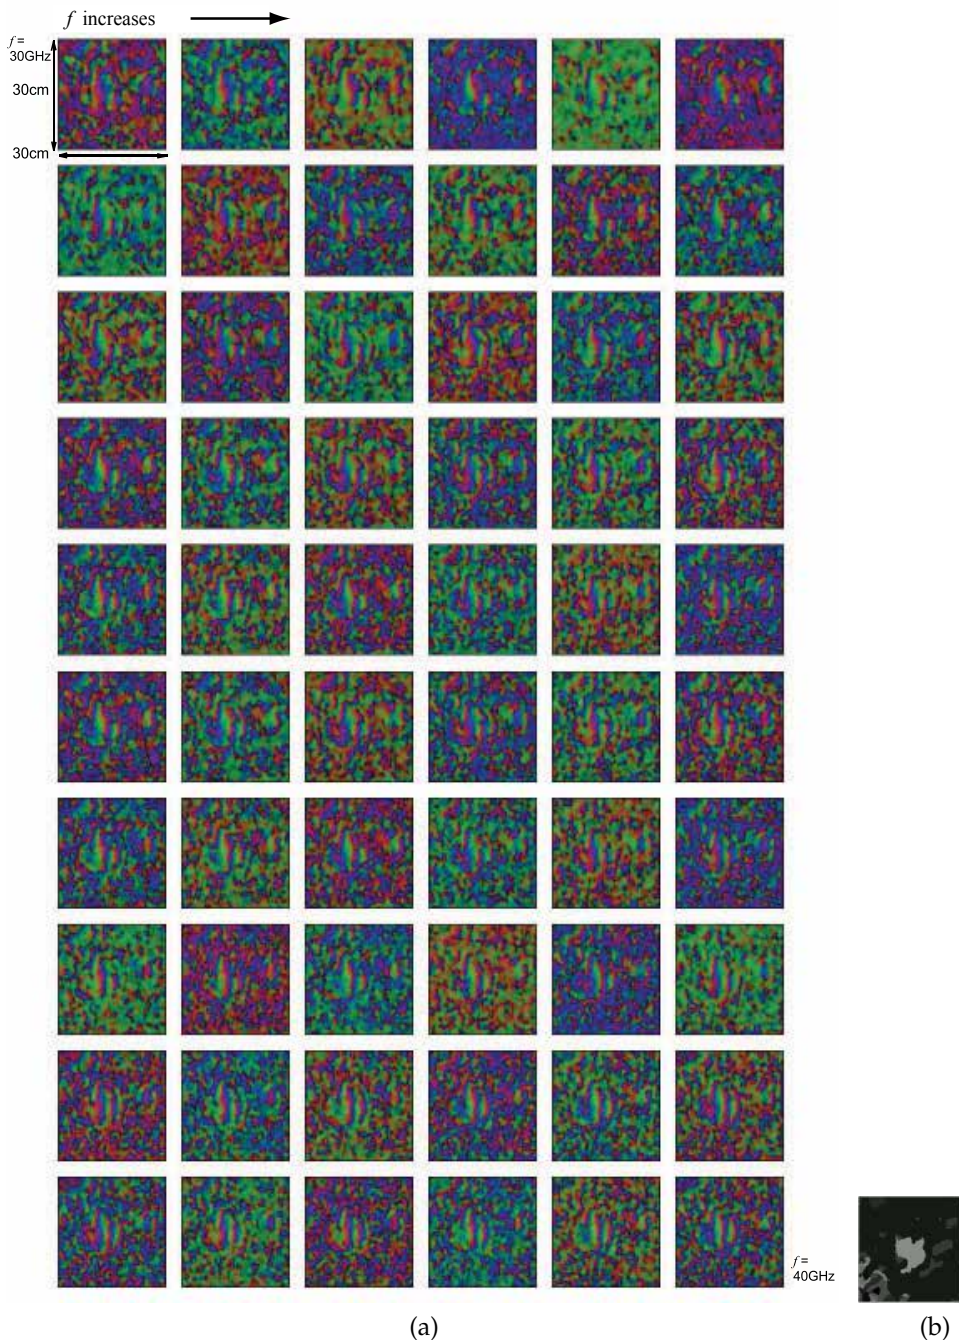 f increases
f =
30GHz
30cm
30cm
f =
40GHz
(a)
(b)